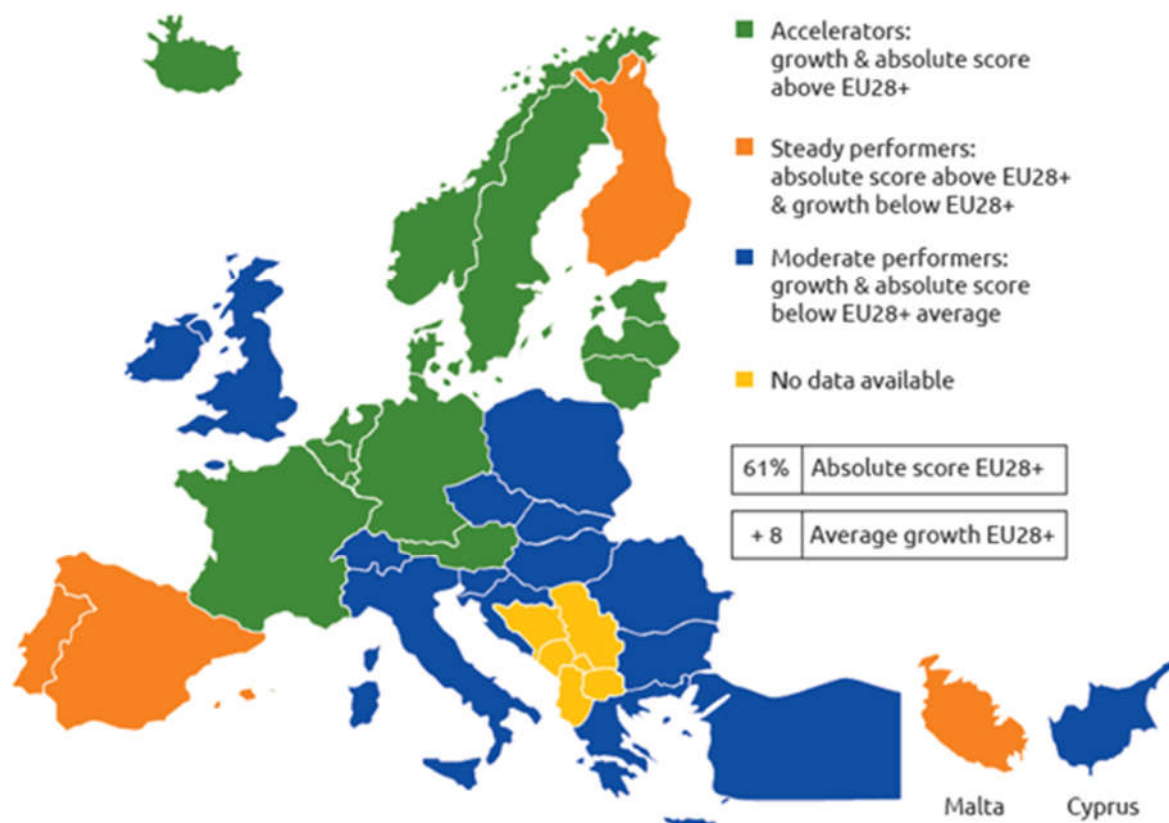 Accelerators:
growth & absolute score
above EU28+
Steady performers:
absolute score above EU28+
& growth below EU28+
Moderate performers:
growth & absolute score
below EU28+ average
No data available
61% Absolute score EU28+
+ 8 Average growth EU28+
Malta
Cyprus